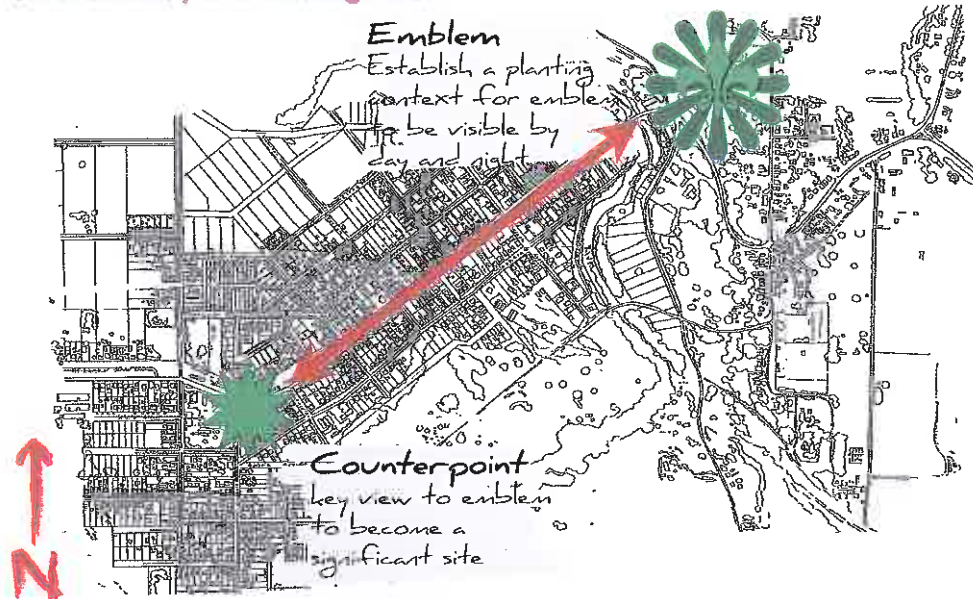 Emblem
Establish a planting
context for emblem
to be visible by
day and night
Counterpoint
key view to emblem
to become a
significant site
N